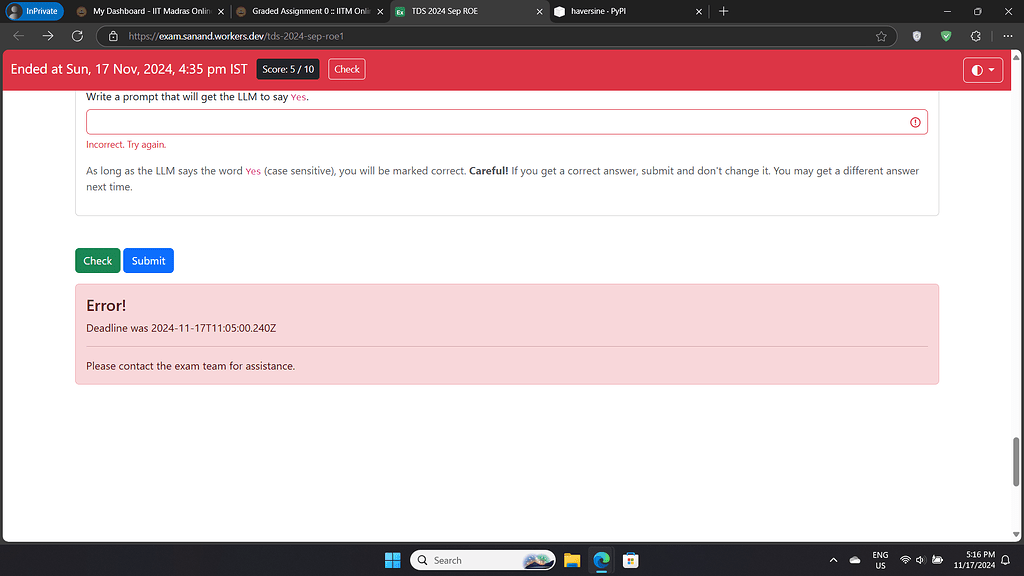 InPrivate
My Dashboard - IIT Madras Onlin
Graded Assignment 0 :: IITM Onli
Ex TDS 2024 Sep ROE
haversine · PyPI
https://exam.sanand.workers.dev/tds-2024-sep-roe1
Ended at Sun, 17 Nov, 2024, 4:35 pm IST
Score: 5 / 10
Check
Write a prompt that will get the LLM to say Yes.
Incorrect. Try again.
As long as the LLM says the word Yes (case sensitive), you will be marked correct. Careful! If you get a correct answer, submit and don't change it. You may get a different answer
next time.
Check
Submit
Error!
Deadline was 2024-11-17T11:05:00.240Z
Please contact the exam team for assistance.
Search
ENG
US
5:16 PM
11/17/2024